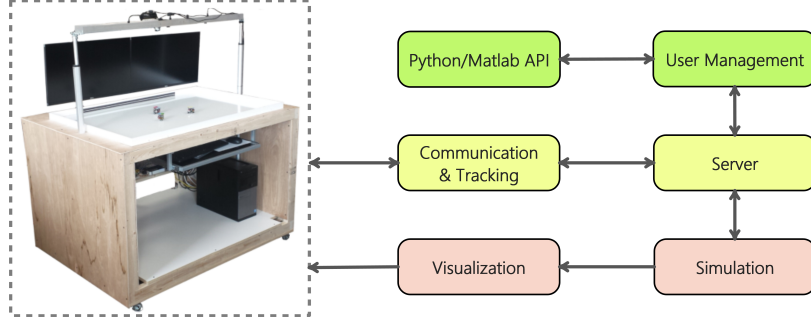 Python/Matlab API
User Management
Communication
& Tracking
Server
Visualization
Simulation